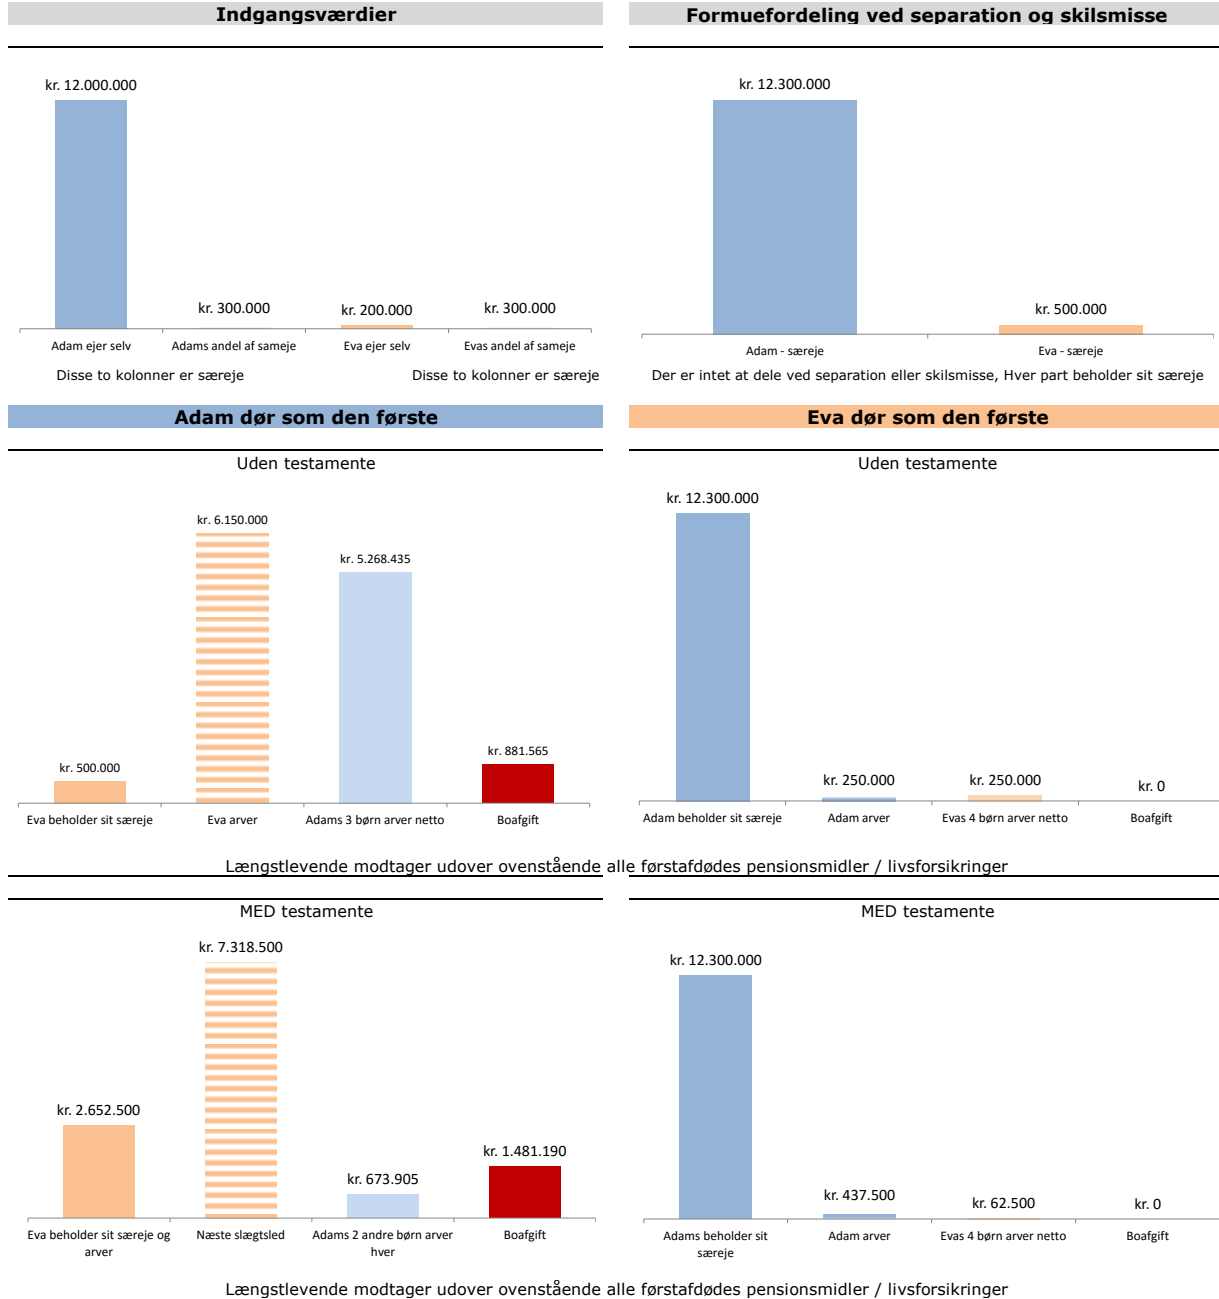 Indgangsværdier
Formuefordeling ved separation og skilsmisse
kr. 12.000.000
kr. 300.000
kr. 200.000
kr. 300.000
Adam ejer selv
Adams andel af sameje
Eva ejer selv
Evas andel af sameje
Disse to kolonner er særeje
Disse to kolonner er særeje
kr. 12.300.000
kr. 500.000
Adam - særeje
Eva - særeje
Der er intet at dele ved separation eller skilsmisse, Hver part beholder sit særeje
Adam dør som den første
Eva dør som den første
Uden testamente
kr. 6.150.000
kr. 5.268.435
kr. 881.565
kr. 500.000
Eva beholder sit særeje
Eva arver
Adams 3 børn arver netto
Boafgift
Uden testamente
kr. 12.300.000
kr. 250.000
kr. 250.000
kr. 0
Adam beholder sit særeje
Adam arver
Evas 4 børn arver netto
Boafgift
Længstlevende modtager udover ovenstående alle førstafdødes pensionsmidler / livsforsikringer
MED testamente
kr. 7.318.500
kr. 2.652.500
kr. 673.905
kr. 1.481.190
Eva beholder sit særeje og
arver
Næste slægtsled
Adams 2 andre børn arver
hver
Boafgift
MED testamente
kr. 12.300.000
kr. 437.500
kr. 62.500
kr. 0
Adams beholder sit
særeje
Adam arver
Evas 4 børn arver netto
Boafgift
Længstlevende modtager udover ovenstående alle førstafdødes pensionsmidler / livsforsikringer